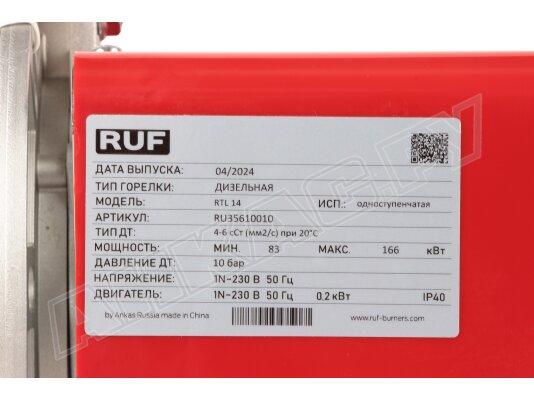 RUF
ДАТА ВЫПУСКА: 04/2024
ТИП ГОРЕЛКИ: ДИЗЕЛЬНАЯ
МОДЕЛЬ: RTL 14 ИСП.: одноступенчатая
АРТИКУЛ: RU35610010
ТИП ДТ: 4-6 сСт (мм2/с) при 20°С
МОЩНОСТЬ: МИН. 83 МАКС. 166 кВт
ДАВЛЕНИЕ ДТ: 10 бар
НАПРЯЖЕНИЕ: 1N~230 В 50 Гц
ДВИГАТЕЛЬ: 1N~230 В 50 Гц 0.2 кВт IP40
by Ankas Russia made in China www.ruf-burners.com